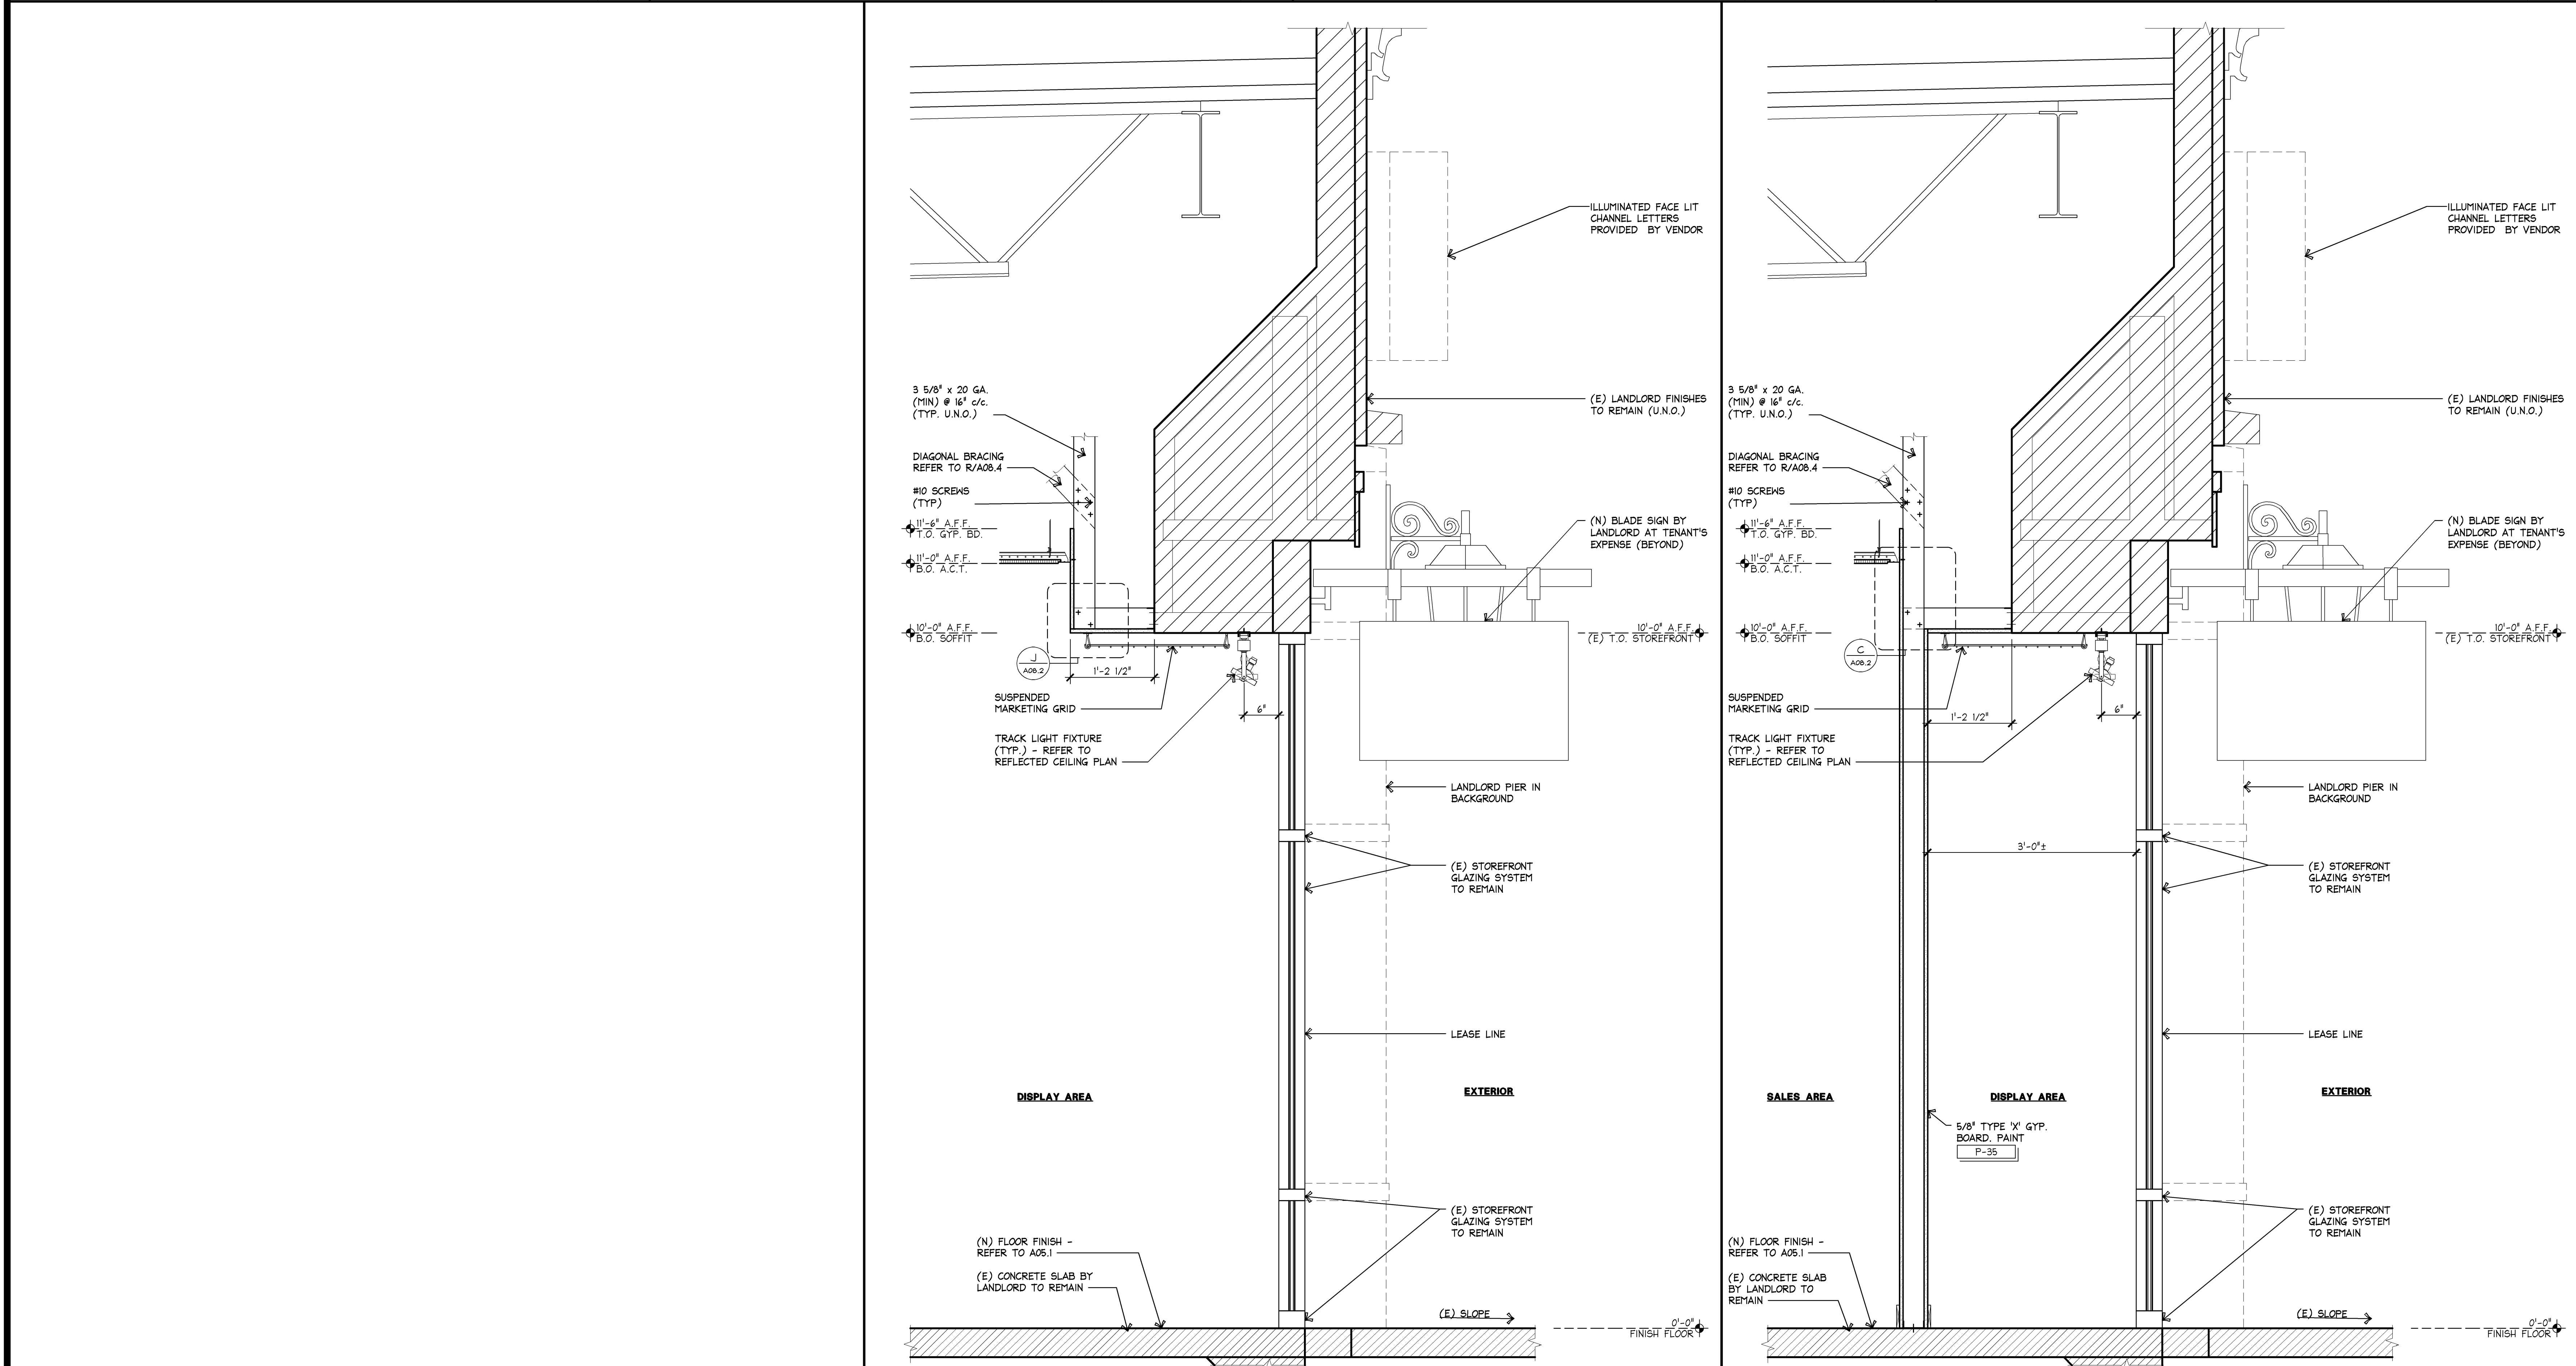 ILLUMINATED FACE LIT
CHANNEL LETTERS
PROVIDED BY VENDOR
3 5/8" x 20 GA.
(MIN) @ 16" c/c.
(TYP. U.N.O.)
(E) LANDLORD FINISHES
TO REMAIN (U.N.O.)
DIAGONAL BRACING
REFER TO R/A08.4
#10 SCREWS
(TYP)
11'-6" A.F.F.
T.O. GYP. BD.
(N) BLADE SIGN BY
LANDLORD AT TENANT'S
EXPENSE (BEYOND)
11'-0" A.F.F.
B.O. A.C.T.
10'-0" A.F.F.
B.O. SOFFIT
10'-0" A.F.F.
(E) T.O. STOREFRONT
J
A08.2
1'-2 1/2"
SUSPENDED
MARKETING GRID
6"
TRACK LIGHT FIXTURE
(TYP.) - REFER TO
REFLECTED CEILING PLAN
LANDLORD PIER IN
BACKGROUND
(E) STOREFRONT
GLAZING SYSTEM
TO REMAIN
LEASE LINE
DISPLAY AREA
EXTERIOR
(E) STOREFRONT
GLAZING SYSTEM
TO REMAIN
(N) FLOOR FINISH -
REFER TO A05.1
(E) CONCRETE SLAB BY
LANDLORD TO REMAIN
(E) SLOPE
0'-0"
FINISH FLOOR
ILLUMINATED FACE LIT
CHANNEL LETTERS
PROVIDED BY VENDOR
3 5/8" x 20 GA.
(MIN) @ 16" c/c.
(TYP. U.N.O.)
(E) LANDLORD FINISHES
TO REMAIN (U.N.O.)
DIAGONAL BRACING
REFER TO R/A08.4
#10 SCREWS
(TYP)
11'-6" A.F.F.
T.O. GYP. BD.
(N) BLADE SIGN BY
LANDLORD AT TENANT'S
EXPENSE (BEYOND)
11'-0" A.F.F.
B.O. A.C.T.
10'-0" A.F.F.
B.O. SOFFIT
10'-0" A.F.F.
(E) T.O. STOREFRONT
C
A08.2
SUSPENDED
MARKETING GRID
1'-2 1/2"
6"
TRACK LIGHT FIXTURE
(TYP.) - REFER TO
REFLECTED CEILING PLAN
LANDLORD PIER IN
BACKGROUND
3'-0"±
(E) STOREFRONT
GLAZING SYSTEM
TO REMAIN
LEASE LINE
SALES AREA
DISPLAY AREA
EXTERIOR
5/8" TYPE 'X' GYP.
BOARD. PAINT
P-35
(E) STOREFRONT
GLAZING SYSTEM
TO REMAIN
(N) FLOOR FINISH -
REFER TO A05.1
(E) CONCRETE SLAB
BY LANDLORD TO
REMAIN
(E) SLOPE
0'-0"
FINISH FLOOR